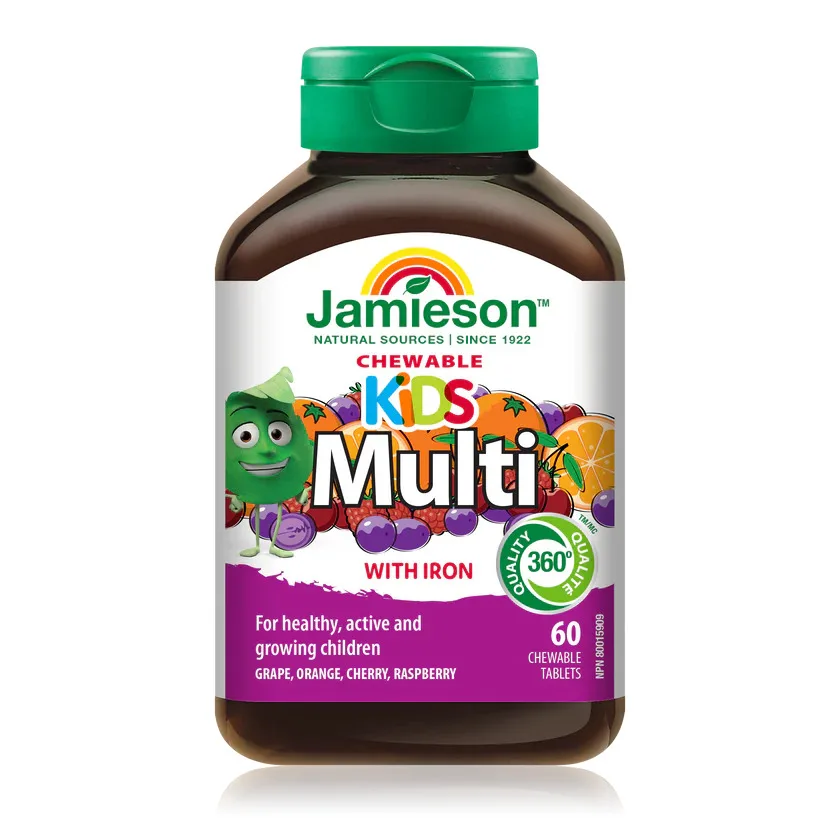 Jamieson™
NATURAL SOURCES | SINCE 1922
CHEWABLE
KiDS
Multi
WITH IRON
TM/MC
QUALITY
360°
QUALITÉ
For healthy, active and
growing children
GRAPE, ORANGE, CHERRY, RASPBERRY
60
CHEWABLE
TABLETS
NPN 80015909